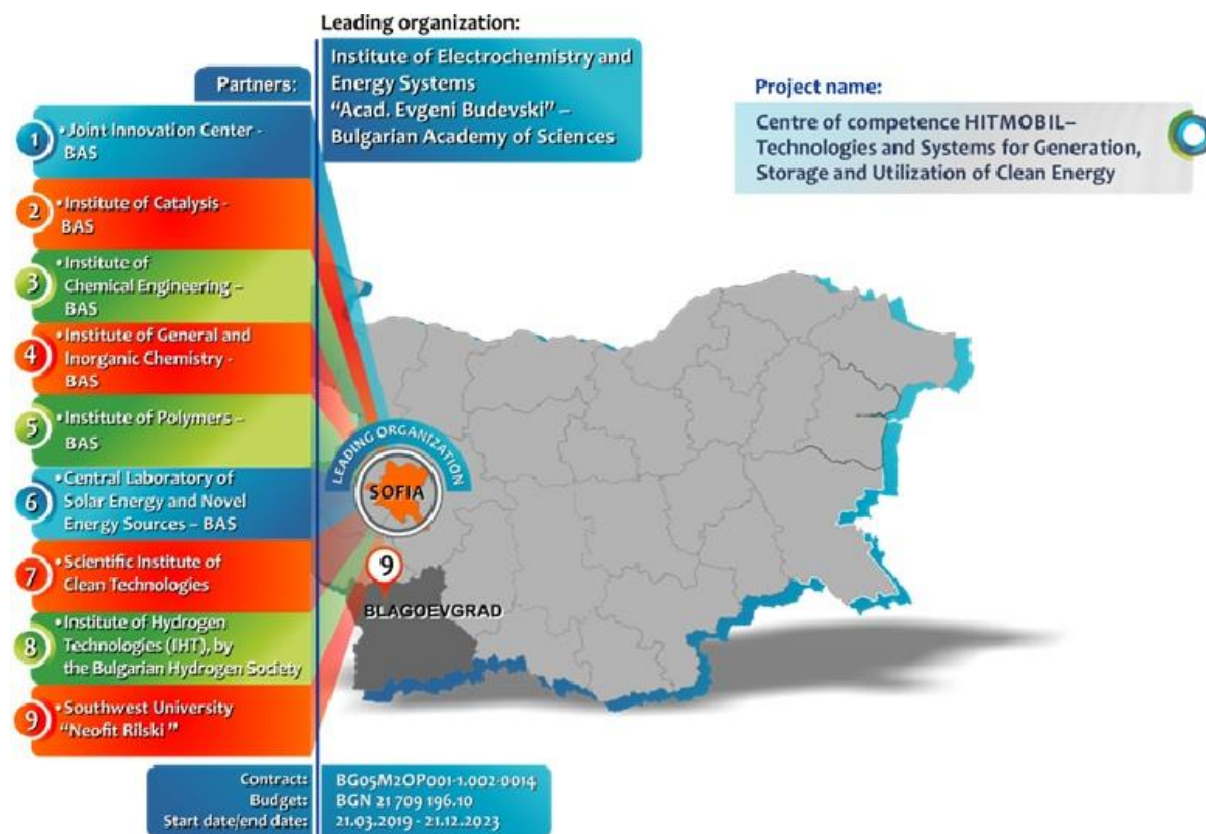 Leading organization:
Institute of Electrochemistry and
Energy Systems
“Acad. Evgeni Budevski” –
Bulgarian Academy of Sciences
Project name:
Centre of competence HITMOBIL–
Technologies and Systems for Generation,
Storage and Utilization of Clean Energy
Partners:
1 • Joint Innovation Center -
BAS
2 • Institute of Catalysis -
BAS
3 • Institute of
Chemical Engineering –
BAS
4 • Institute of General and
Inorganic Chemistry -
BAS
5 • Institute of Polymers –
BAS
6 • Central Laboratory of
Solar Energy and Novel
Energy Sources – BAS
7 • Scientific Institute of
Clean Technologies
8 • Institute of Hydrogen
Technologies (IHT), by
the Bulgarian Hydrogen Society
9 • Southwest University
“Neofit Rilski ”
LEADING ORGANIZATION
SOFIA
9
BLAGOEVGRAD
Contract: BG05M2OP001-1.002-0014
Budget: BGN 21 709 196.10
Start date/end date: 21.03.2019 - 21.12.2023